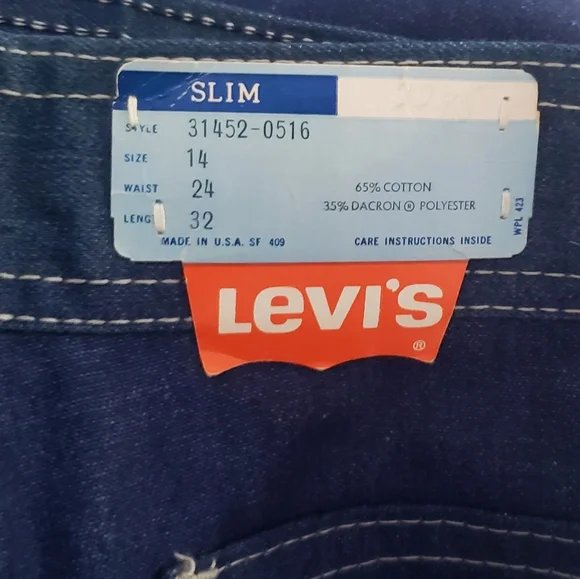 SLIM
STYLE 31452-0516
SIZE 14
WAIST 24
65% COTTON
35% DACRON ® POLYESTER
LENG 32
WPL 423
MADE IN U.S.A. SF 409
CARE INSTRUCTIONS INSIDE
LEVI'S
®